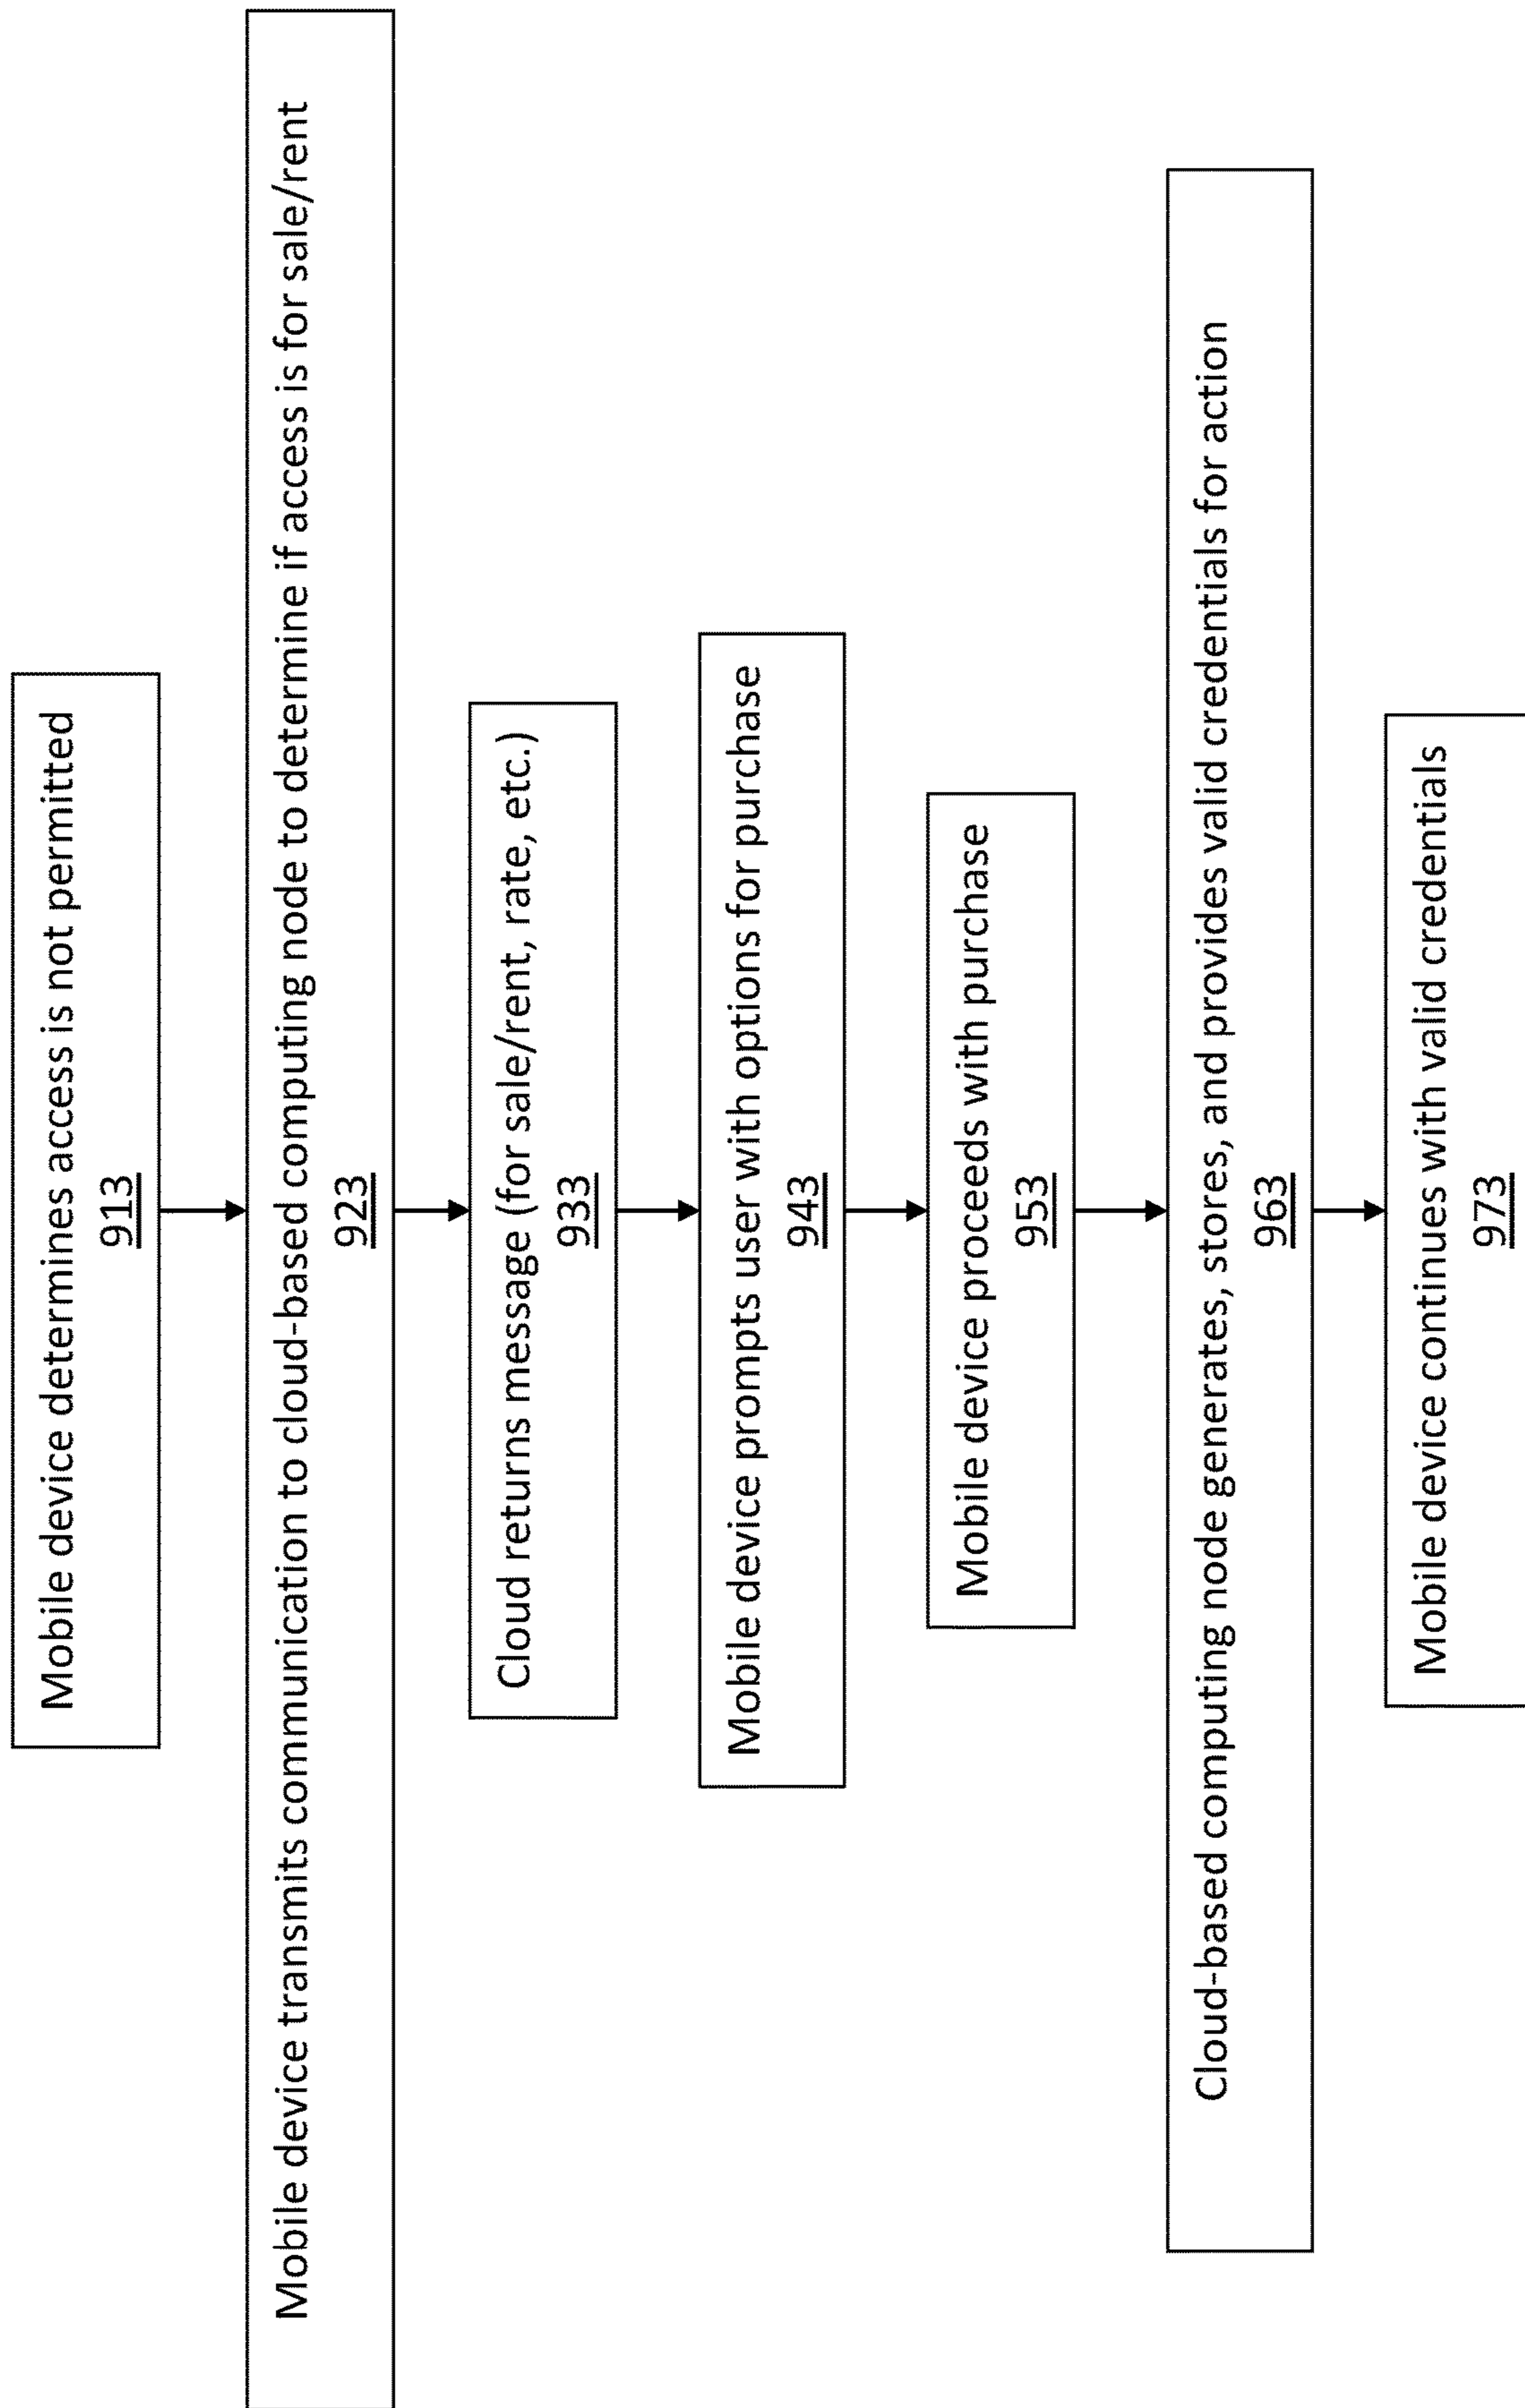 Mobile device determines access is not permitted
913
Mobile device transmits communication to cloud-based computing node to determine if access is for sale/rent
923
Cloud returns message (for sale/rent, rate, etc.)
933
Mobile device prompts user with options for purchase
943
Mobile device proceeds with purchase
953
Cloud-based computing node generates, stores, and provides valid credentials for action
963
Mobile device continues with valid credentials
973